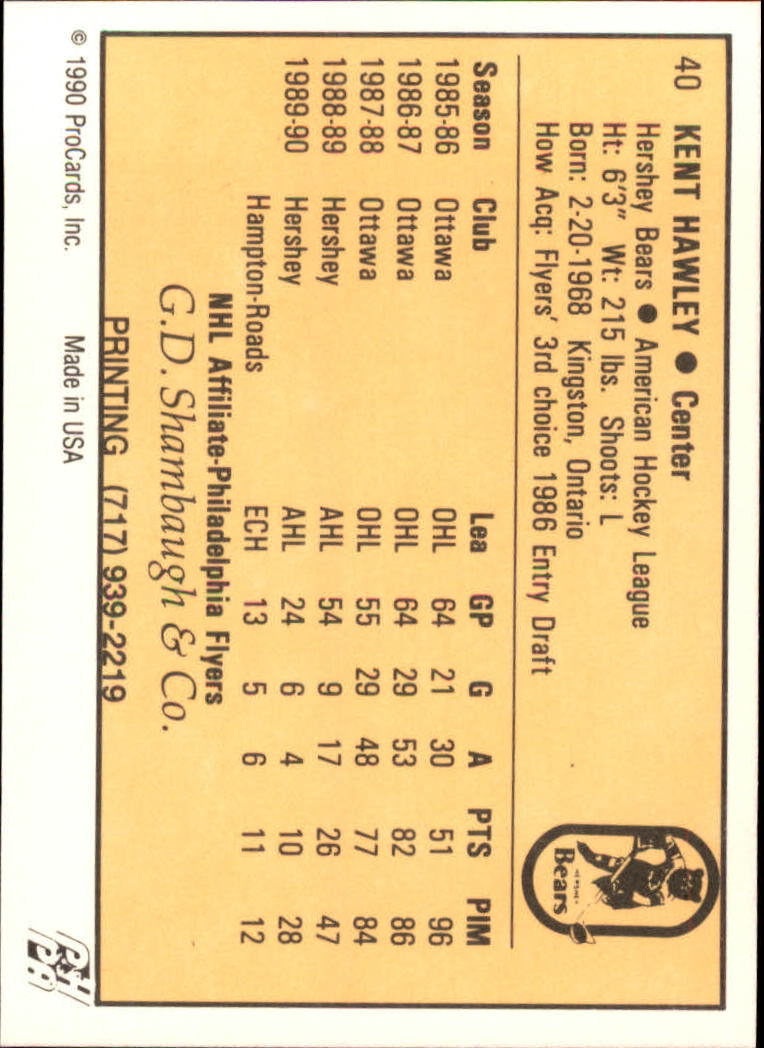 40 KENT HAWLEY ● Center
Hershey Bears ● American Hockey League
Ht: 6'3" Wt: 215 lbs. Shoots: L
Born: 2-20-1968 Kingston, Ontario
How Acq: Flyers' 3rd choice 1986 Entry Draft
HERSHEY
Bears
Season Club Lea GP G A PTS PIM
1985-86 Ottawa OHL 64 21 30 51 96
1986-87 Ottawa OHL 64 29 53 82 86
1987-88 Ottawa OHL 55 29 48 77 84
1988-89 Hershey AHL 54 9 17 26 47
1989-90 Hershey AHL 24 6 4 10 28
Hampton-Roads ECH 13 5 6 11 12
NHL Affiliate-Philadelphia Flyers
G.D. Shambaugh & Co.
PRINTING (717) 939-2219
© 1990 ProCards, Inc. Made in USA
PHPA